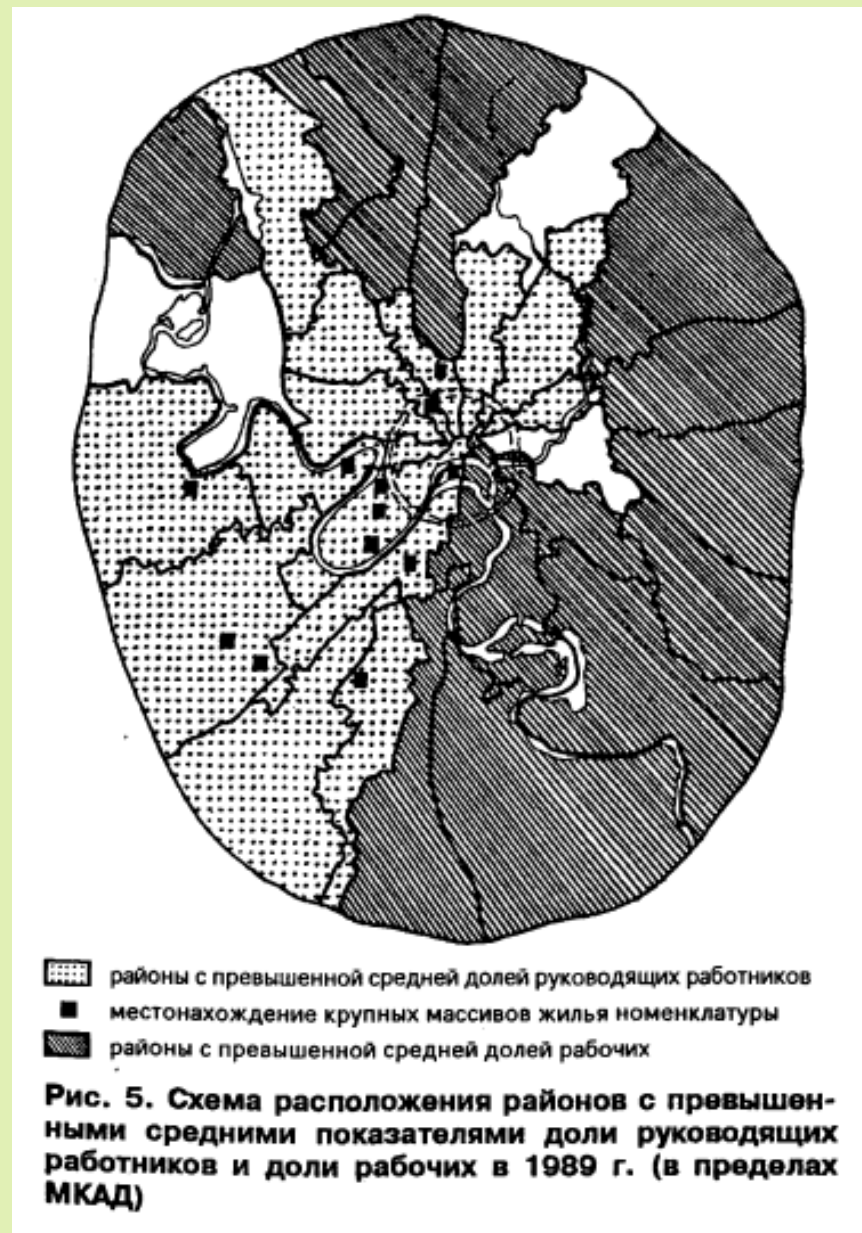 районы с превышенной средней долей руководящих работников
местонахождение крупных массивов жилья номенклатуры
районы с превышенной средней долей рабочих
Рис. 5. Схема расположения районов с превышен-
ными средними показателями доли руководящих
работников и доли рабочих в 1989 г. (в пределах
МКАД)